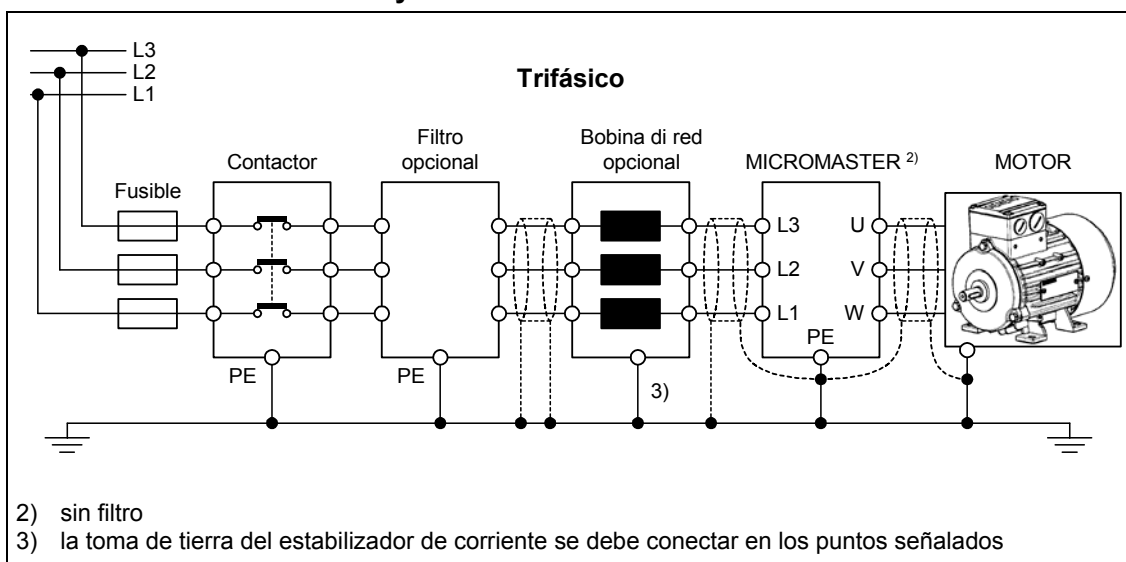 L3
L2
L1
Trifásico
Fusible
Contactor
Filtro
opcional
Bobina di red
opcional
MICROMASTER 2)
MOTOR
L3
L2
L1
U
V
W
PE
PE
PE
3)
2) sin filtro
3) la toma de tierra del estabilizador de corriente se debe conectar en los puntos señalados